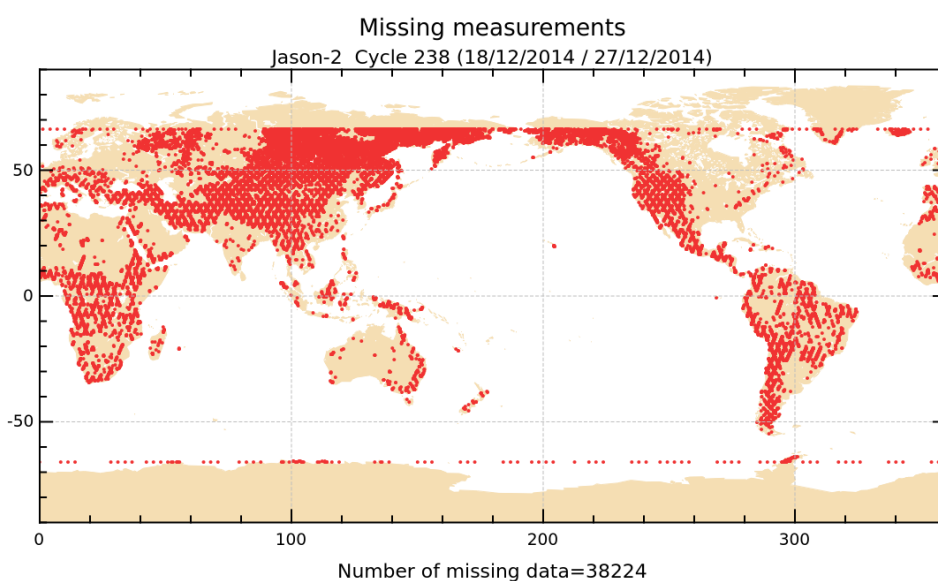 Missing measurements
Jason-2 Cycle 238 (18/12/2014 / 27/12/2014)
50
0
-50
0 100 200 300
Number of missing data=38224